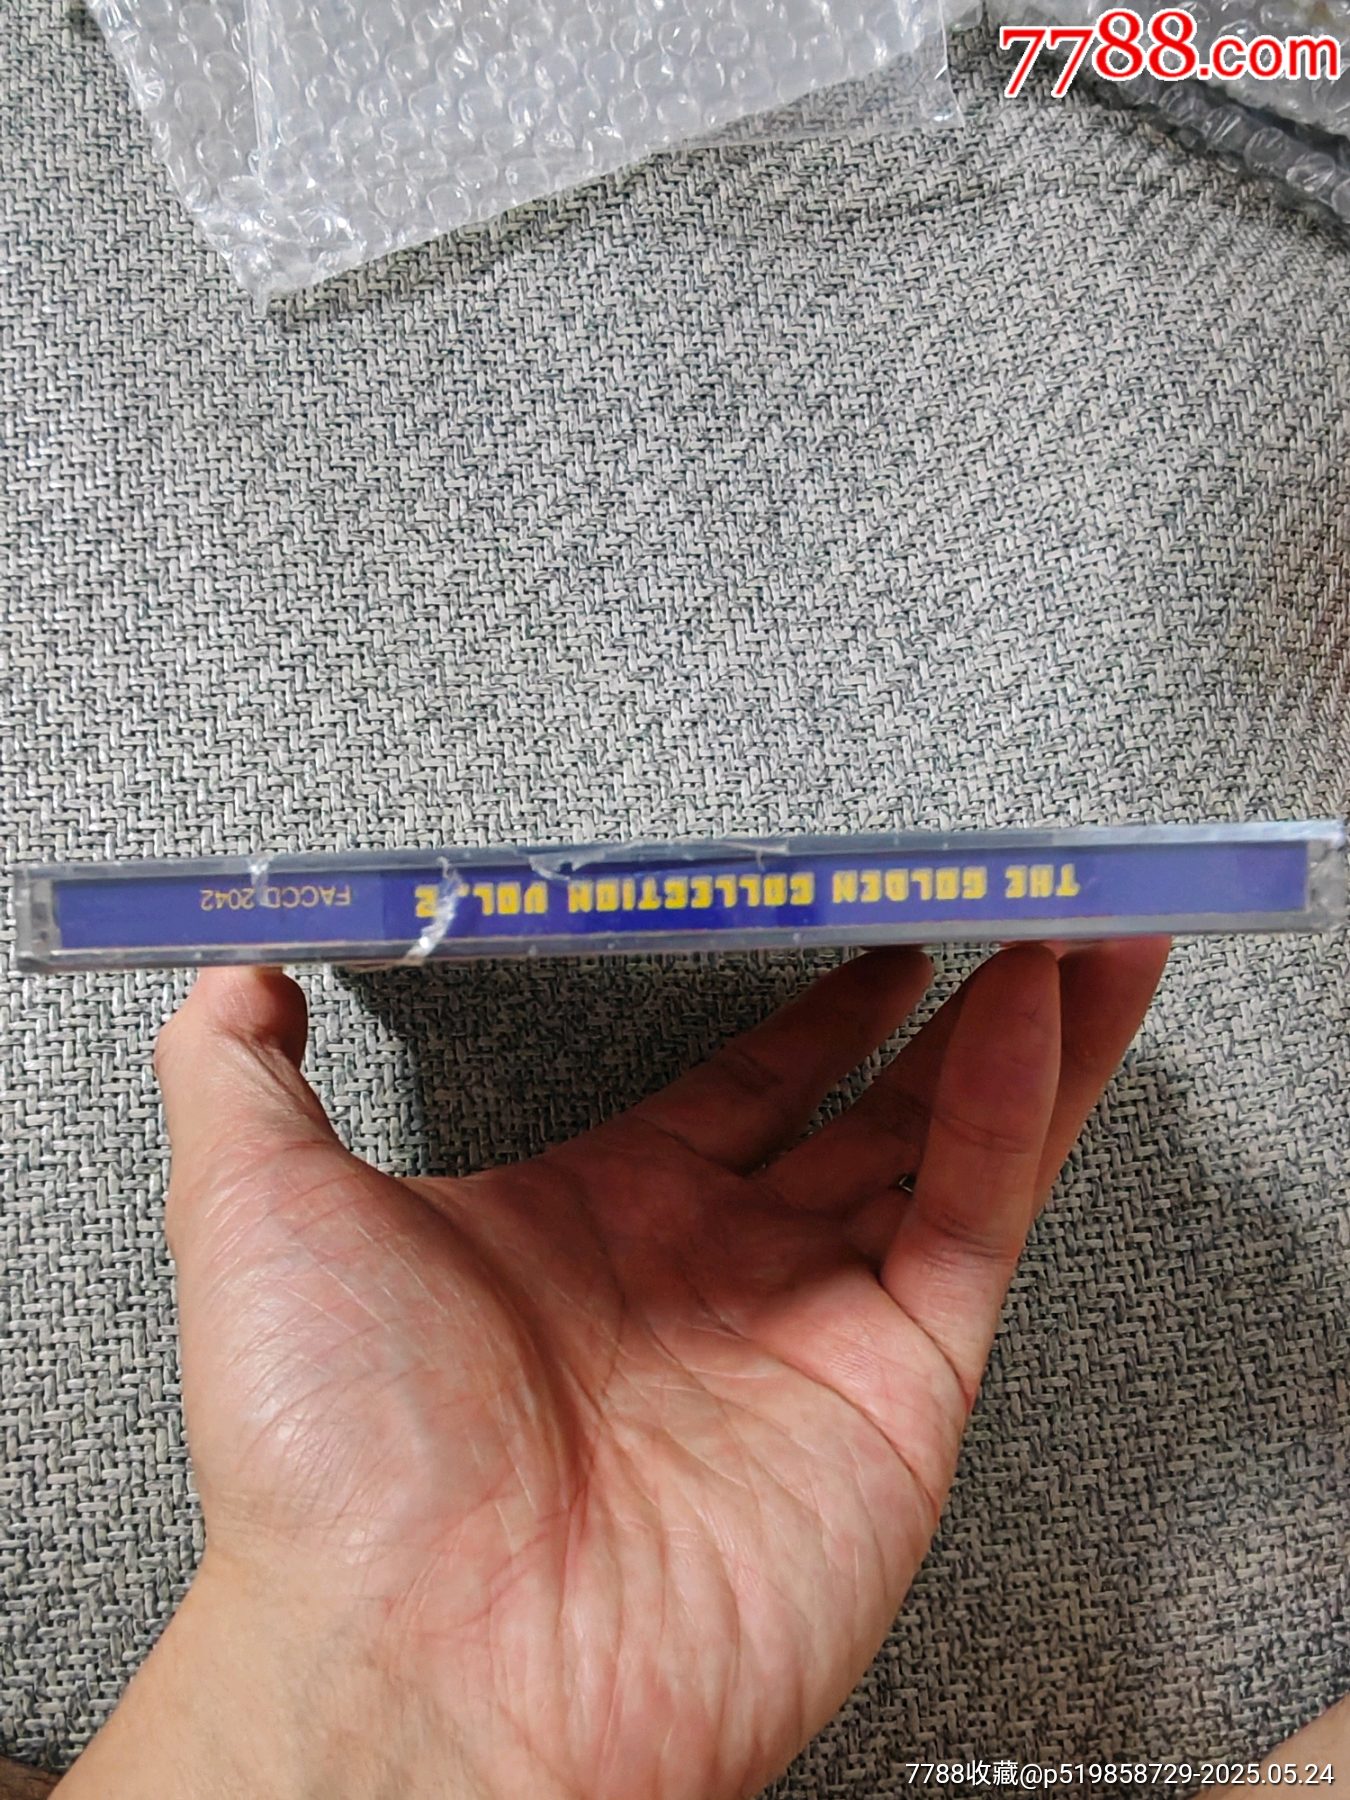 7788.com
THE GOLDEN COLLECTION VOL.2 FACCD 2042
7788收藏@p519858729-2025.05.24